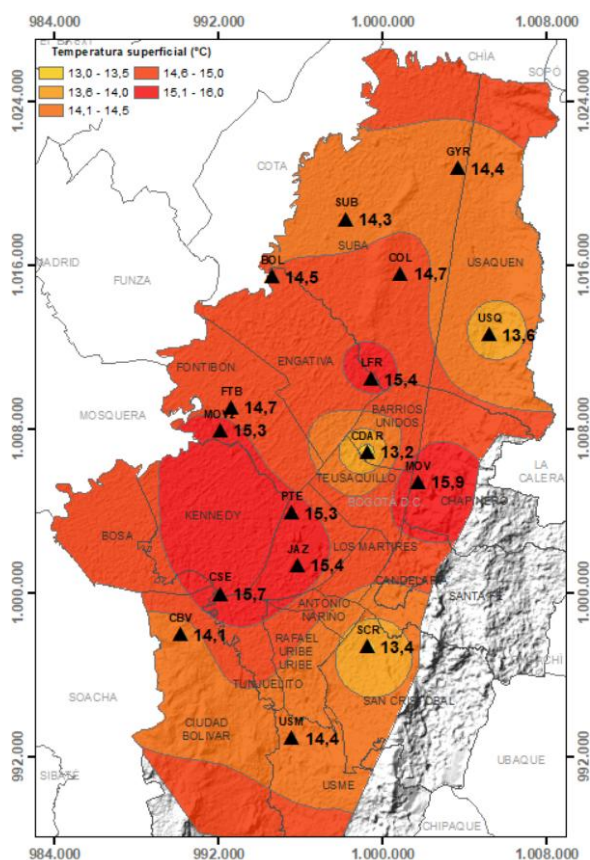 984.000 992.000 1.000.000 1.008.000
Temperatura superficial (°C)
13,0 - 13,5
13,6 - 14,0
14,1 - 14,5
14,6 - 15,0
15,1 - 16,0
CHÍA
SOPÓ
1.024.000 1.024.000
GYR
14,4
COTA
SUB
14,3
SUBA
1.016.000 1.016.000
BOL
14,5
COL
14,7
USAQUEN
FUNZA
USQ
13,6
ENGATIVA
LFR
15,4
FONTIBON
FTB
14,7
MOSQUERA
MOV2
15,3
1.008.000 1.008.000
BARRIOS
UNIDOS
CDAR
13,2
TEUSAQUILLO
LA
CALERA
MOV
15,9
CHAPINERO
BOGOTA D.C.
PTE
15,3
KENNEDY
BOSA
JAZ
15,4
LOS MARTIRES
CANDELARIA
CSE
15,7
1.000.000 1.000.000
SANTA FE
ANTONIO
NARIÑO
CBV
14,1
SCR
13,4
RAFAEL
URIBE
URIBE
TUNJUELITO
SOACHA
SAN CRISTOBAL
CIUDAD
BOLIVAR
USM
14,4
992.000 992.000
UBAQUE
USME
CHIPAQUE
984.000 992.000 1.000.000 1.008.000